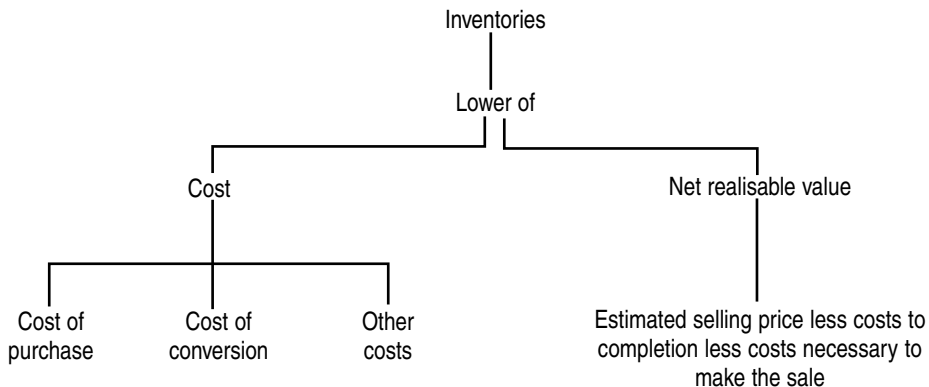 Inventories
Lower of
Cost
Net realisable value
Cost of
purchase
Cost of
conversion
Other
costs
Estimated selling price less costs to
completion less costs necessary to
make the sale